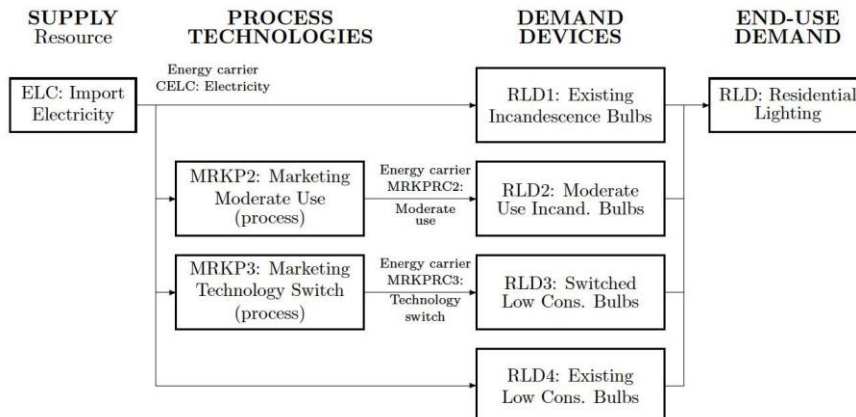 SUPPLY
Resource
PROCESS
TECHNOLOGIES
DEMAND
DEVICES
END-USE
DEMAND
ELC: Import
Electricity
Energy carrier
CELC: Electricity
RLD1: Existing
Incandescence Bulbs
RLD: Residential
Lighting
MRKP2: Marketing
Moderate Use
(process)
Energy carrier
MRKPRC2:
Moderate
use
RLD2: Moderate
Use Incand. Bulbs
MRKP3: Marketing
Technology Switch
(process)
Energy carrier
MRKPRC3:
Technology
switch
RLD3: Switched
Low Cons. Bulbs
RLD4: Existing
Low Cons. Bulbs